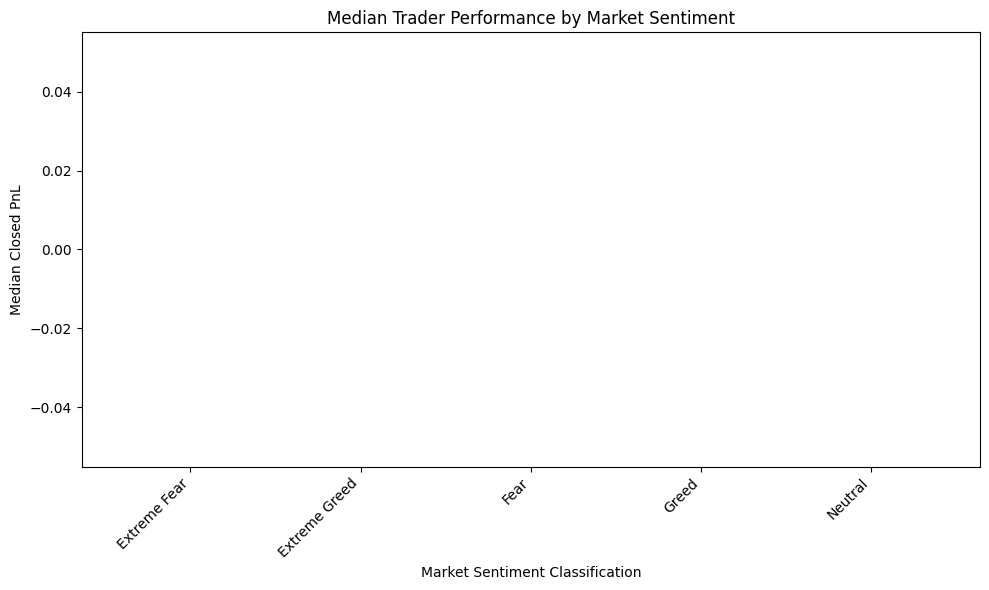 Median Trader Performance by Market Sentiment
Median Closed PnL
0.04
0.02
0.00
−0.02
−0.04
Extreme Fear
Extreme Greed
Fear
Greed
Neutral
Market Sentiment Classification